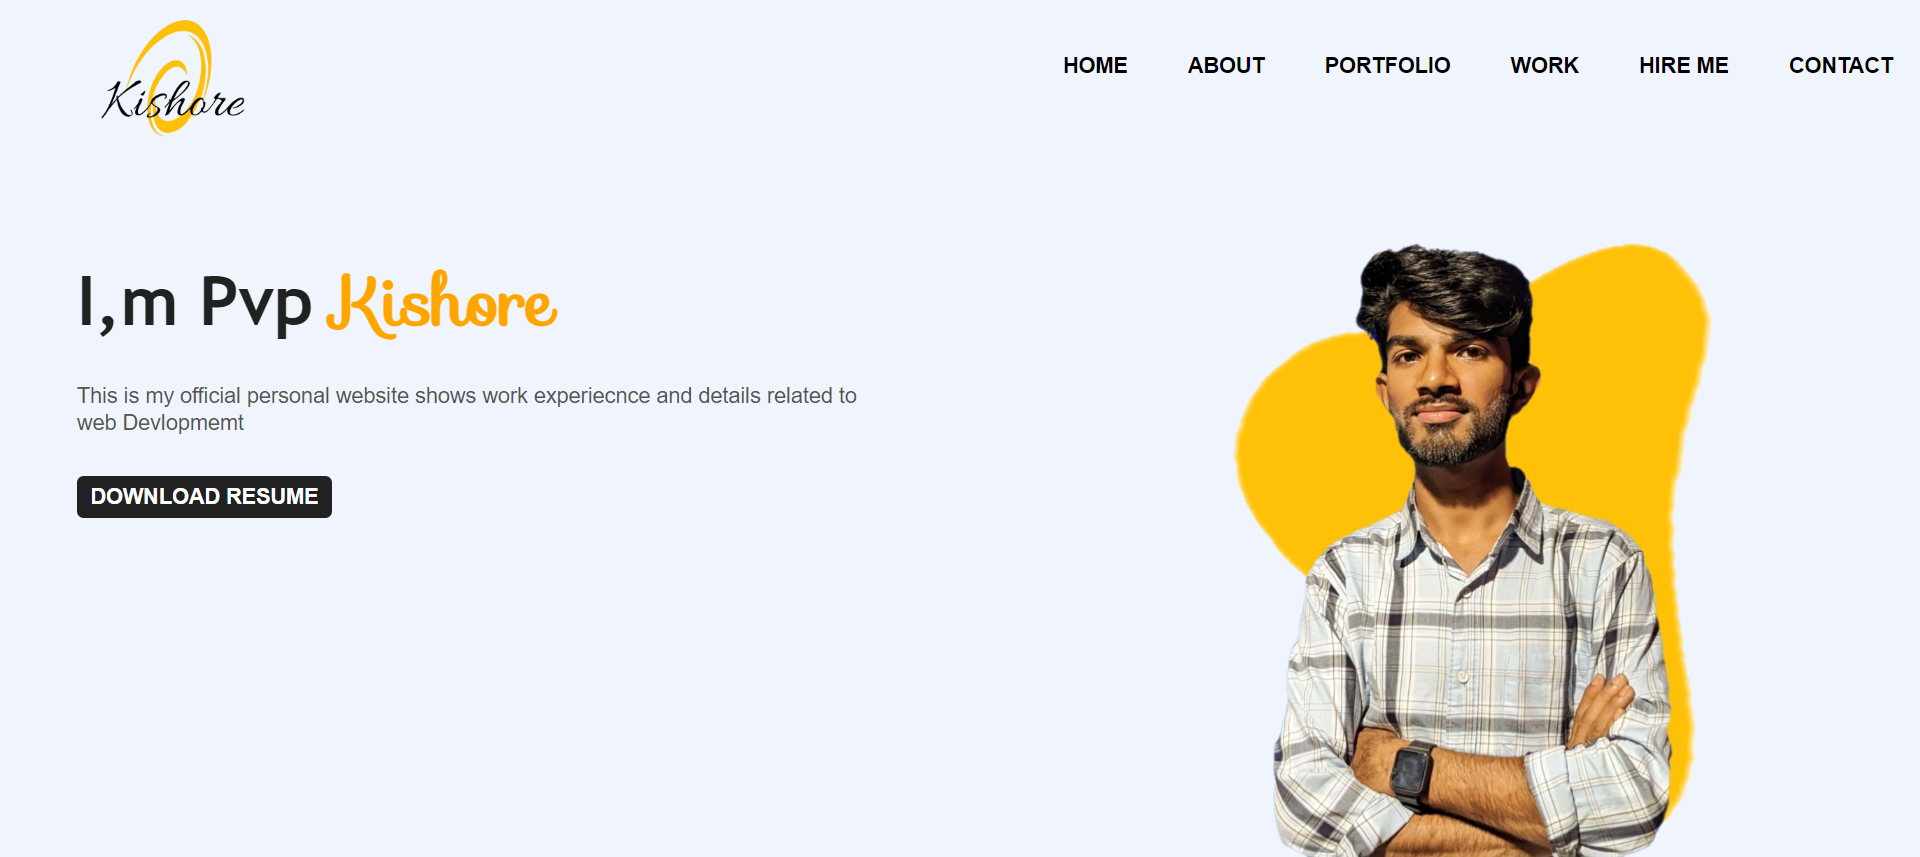 Kishore
HOME ABOUT PORTFOLIO WORK HIRE ME CONTACT
I,m Pvp Kishore
This is my official personal website shows work experiecnce and details related to
web Devlopmemt
DOWNLOAD RESUME